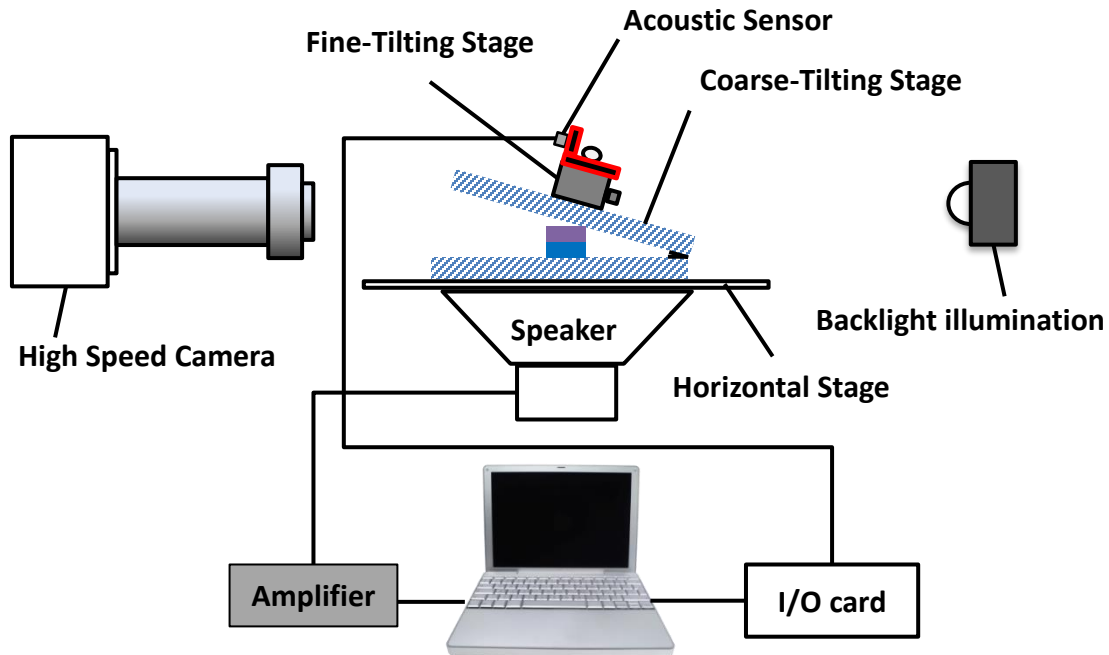 Acoustic Sensor
Fine-Tilting Stage
Coarse-Tilting Stage
High Speed Camera
Speaker
Backlight illumination
Horizontal Stage
Amplifier
I/O card